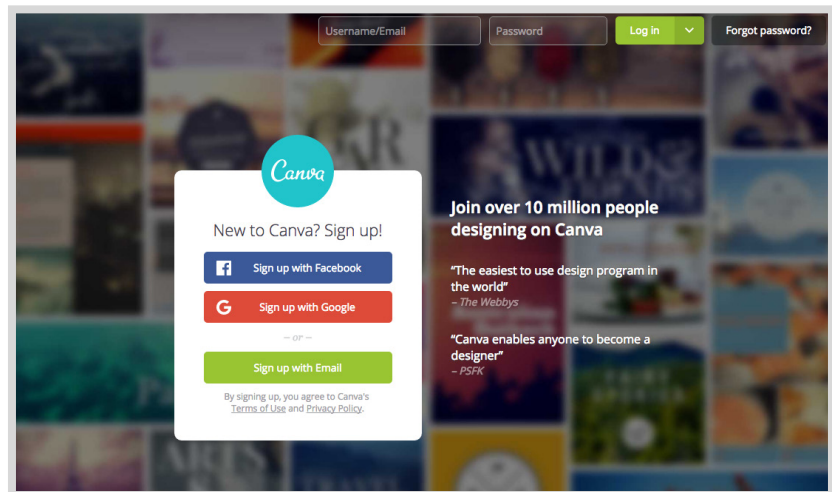 Username/Email
Password
Log in
Forgot password?
Canva
New to Canva? Sign up!
Sign up with Facebook
G
Sign up with Google
– or –
Sign up with Email
By signing up, you agree to Canva's
Terms of Use and Privacy Policy.
Join over 10 million people
designing on Canva
“The easiest to use design program in
the world”
– The Webbys
“Canva enables anyone to become a
designer”
– PSFK
WILD &